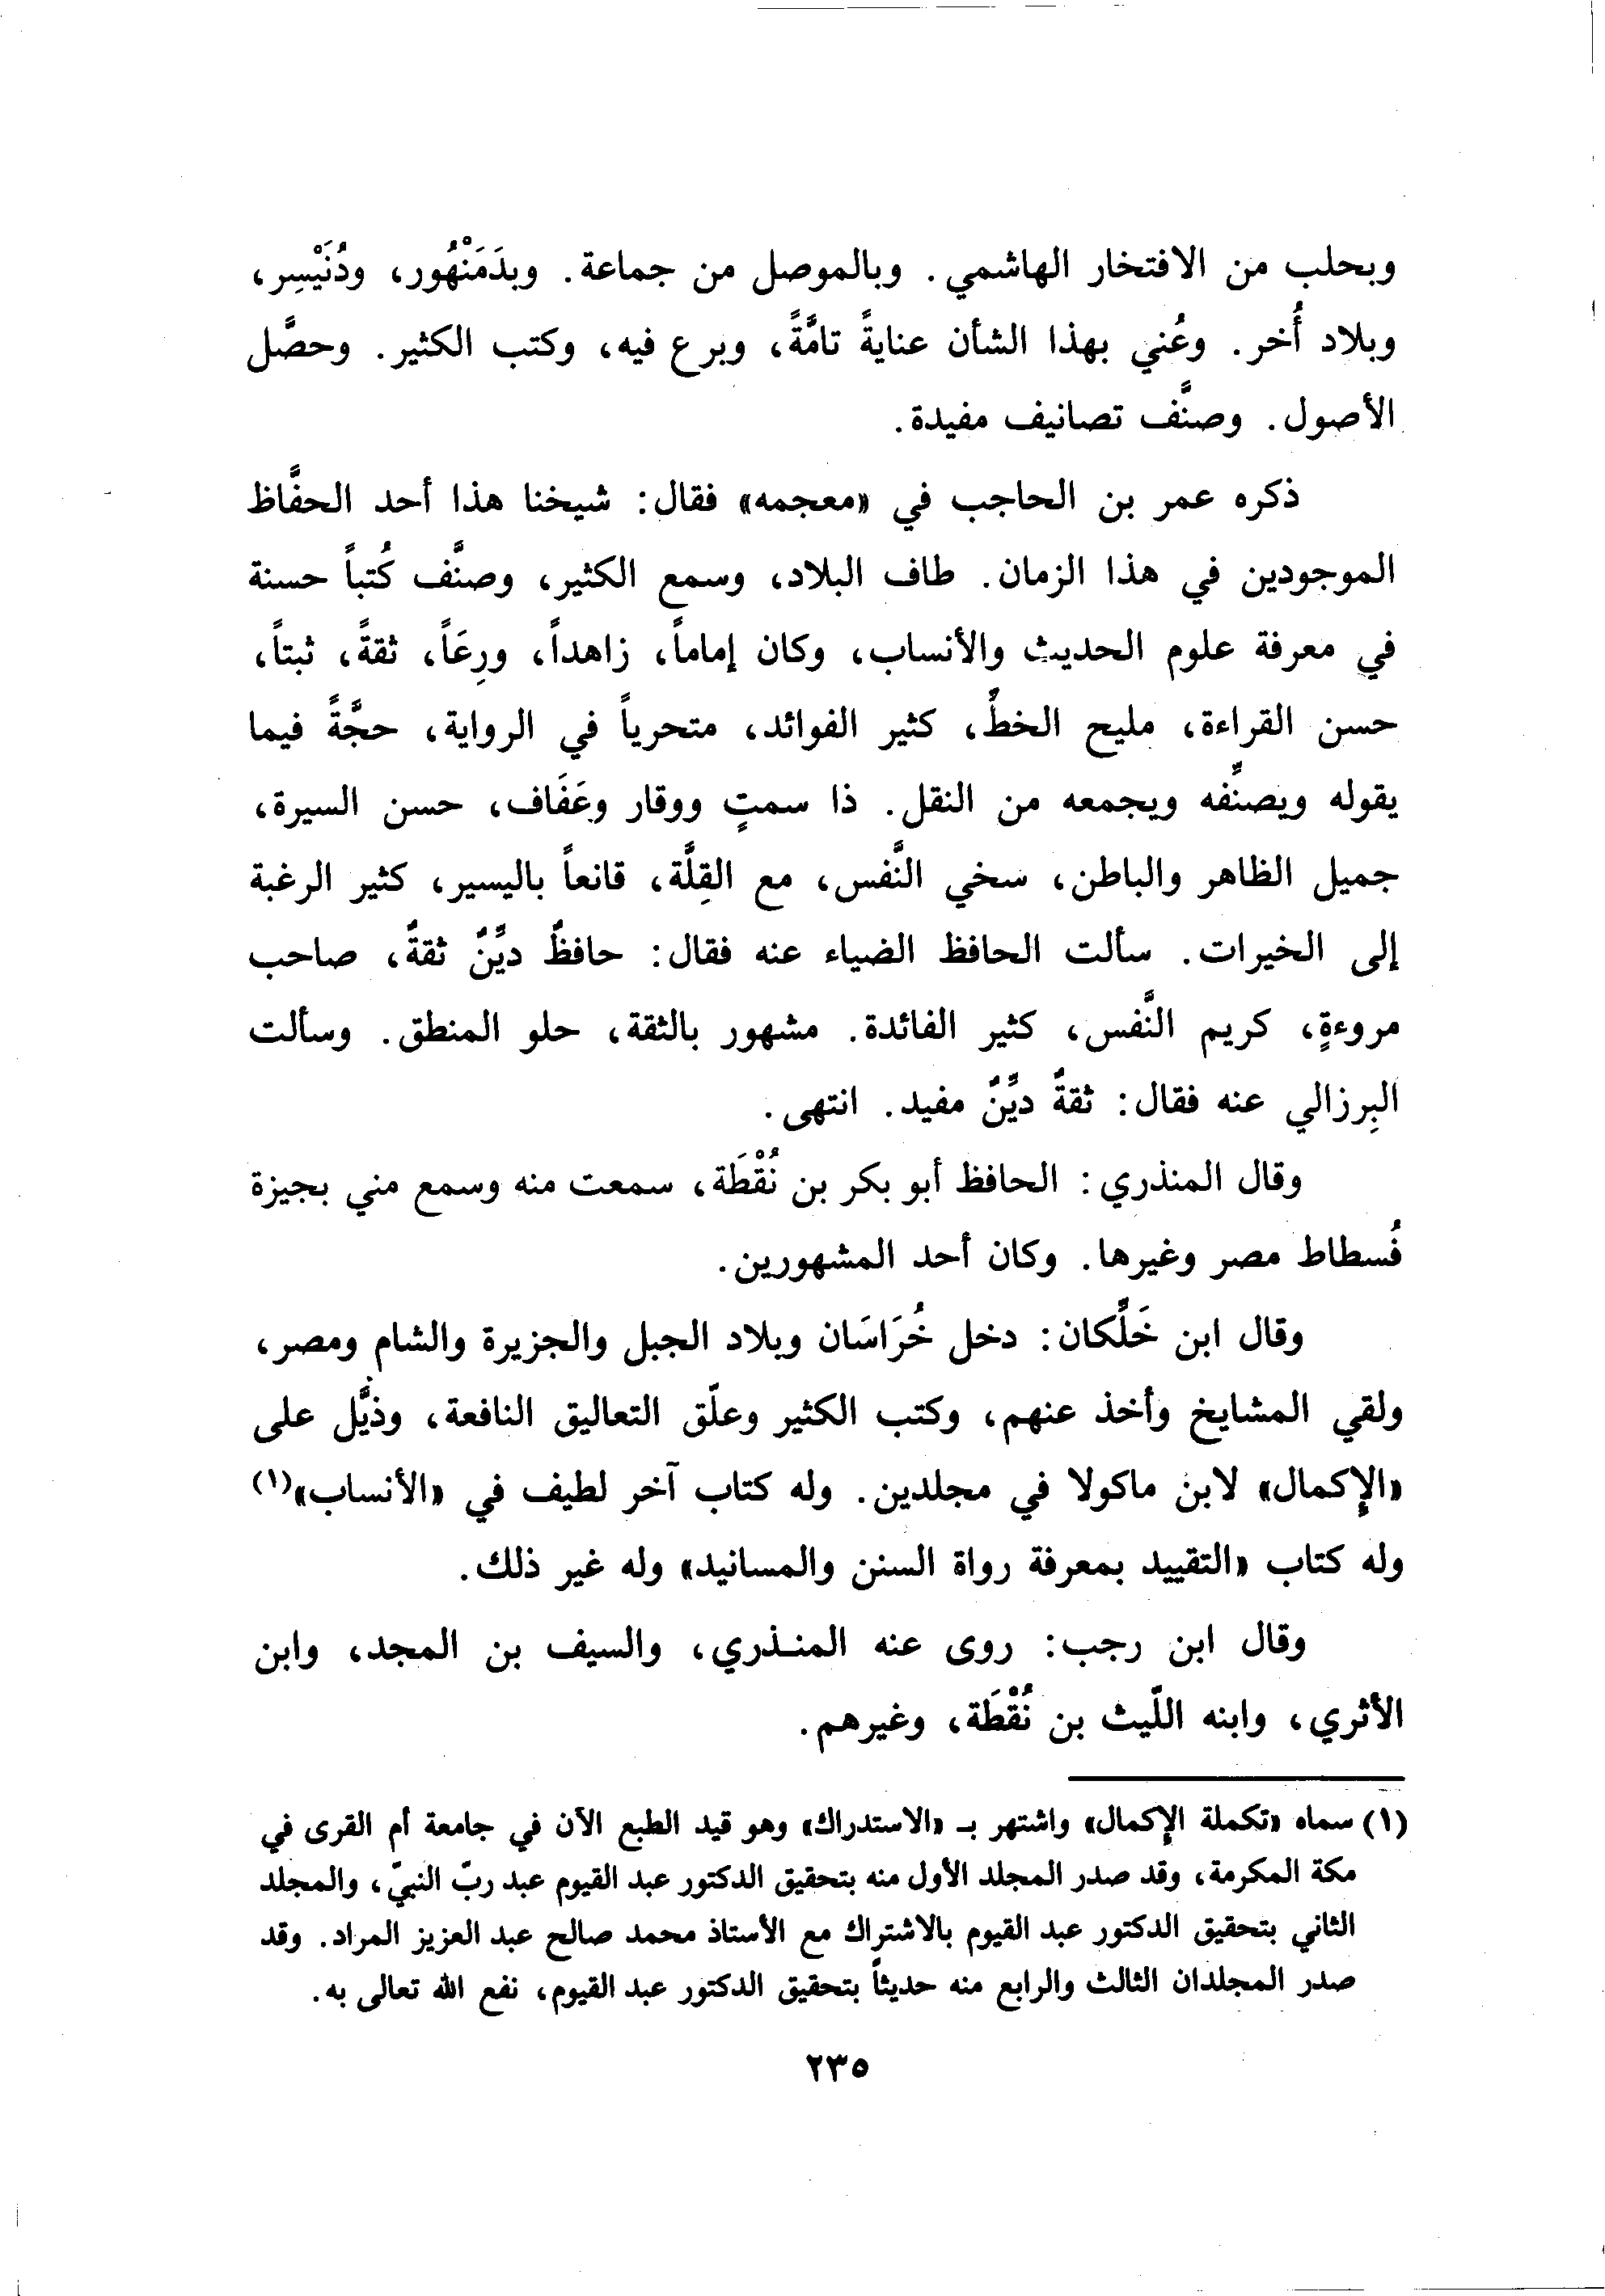 وبحلب من الافتخار الهاشمي. وبالموصل من جماعة. وبدَمَنْهُور، ودُنَيْسِر،
وبلاد أُخر. وعُني بهذا الشأن عنايةً تامَّةً، وبرع فيه، وكتب الكثير. وحصَّل
الأصول. وصنَّف تصانيف مفيدة.
ذكره عمر بن الحاجب في «معجمه» فقال: شيخنا هذا أحد الحفَّاظ
الموجودين في هذا الزمان. طاف البلاد، وسمع الكثير، وصنَّف كُتباً حسنة
في معرفة علوم الحديث والأنساب، وكان إماماً، زاهداً، ورِعَاً، ثقةً، ثبتاً،
حسن القراءة، مليح الخطِّ، كثير الفوائد، متحرياً في الرواية، حجَّةً فيما
يقوله ويصنِّفه ويجمعه من النقل. ذا سمتٍ ووقار وعَفَاف، حسن السيرة،
جميل الظاهر والباطن، سخي النَّفس، مع القِلَّة، قانعاً باليسير، كثير الرغبة
إلى الخيرات. سألت الحافظ الضياء عنه فقال: حافظٌ ديِّنٌ ثقةٌ، صاحب
مروءةٍ، كريم النَّفس، كثير الفائدة. مشهور بالثقة، حلو المنطق. وسألت
البِرزالي عنه فقال: ثقةٌ ديِّنٌ مفيد. انتهى.
وقال المنذري: الحافظ أبو بكر بن نُقْطَة، سمعت منه وسمع مني بجيزة
فُسطاط مصر وغيرها. وكان أحد المشهورين.
وقال ابن خَلِّكان: دخل خُرَاسَان وبلاد الجبل والجزيرة والشام ومصر،
ولقي المشايخ وأخذ عنهم، وكتب الكثير وعلّق التعاليق النافعة، وذيَّل على
«الإكمال» لابن ماكولا في مجلدين. وله كتاب آخر لطيف في «الأنساب»(١)
وله كتاب «التقييد بمعرفة رواة السنن والمسانيد» وله غير ذلك.
وقال ابن رجب: روى عنه المنـذري، والسيف بن المجد، وابن
الأثري، وابنه اللّيث بن نُقْطَة، وغيرهم.
(١) سماه «تكملة الإكمال» واشتهر بـ «الاستدراك» وهو قيد الطبع الآن في جامعة أم القرى في
مكة المكرمة، وقد صدر المجلد الأول منه بتحقيق الدكتور عبد القيوم عبد ربّ النبيّ، والمجلد
الثاني بتحقيق الدكتور عبد القيوم بالاشتراك مع الأستاذ محمد صالح عبد العزيز المراد. وقد
صدر المجلدان الثالث والرابع منه حديثاً بتحقيق الدكتور عبد القيوم، نفع الله تعالى به.
٢٣٥